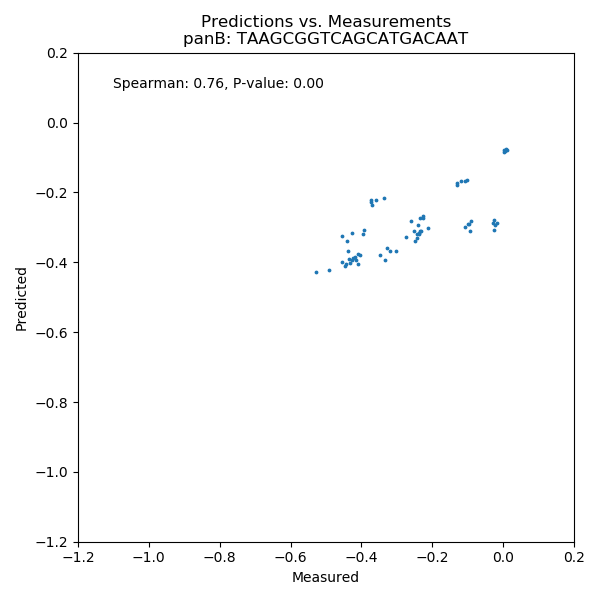 Predictions vs. Measurements
panB: TAAGCGGTCAGCATGACAAT
Spearman: 0.76, P-value: 0.00
0.2
0.0
−0.2
−0.4
−0.6
−0.8
−1.0
−1.2
Predicted
−1.2 −1.0 −0.8 −0.6 −0.4 −0.2 0.0 0.2
Measured